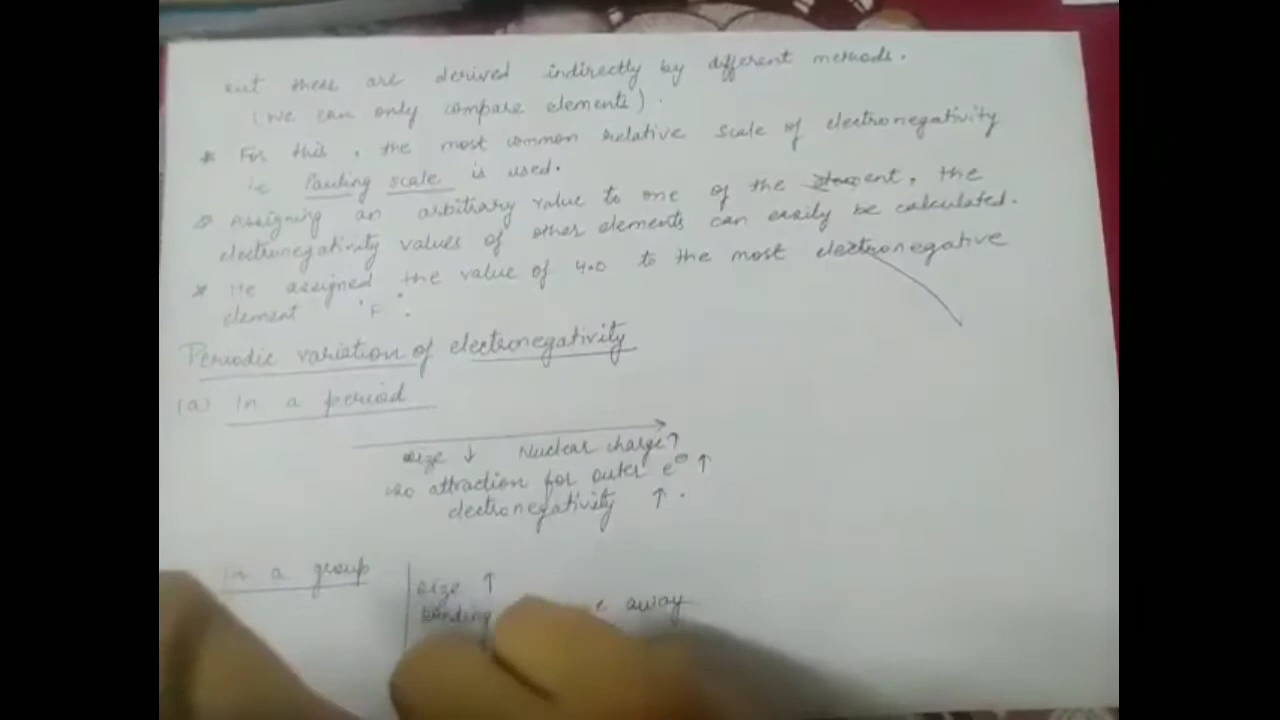 but these are derived indirectly by different methods.
(we can only compare elements).
* For this, the most common relative scale of electronegativity
ie Pauling scale is used.
* Assigning an arbitrary value to one of the element, the
electronegativity values of other elements can easily be calculated.
* He assigned the value of 4.0 to the most electronegative
element 'F'.
Periodic variation of electronegativity
(a) In a period
size ↓ Nuclear charge ↑
so attraction for outer e⊖ ↑
electronegativity ↑.
In a group
size ↑
bonding away